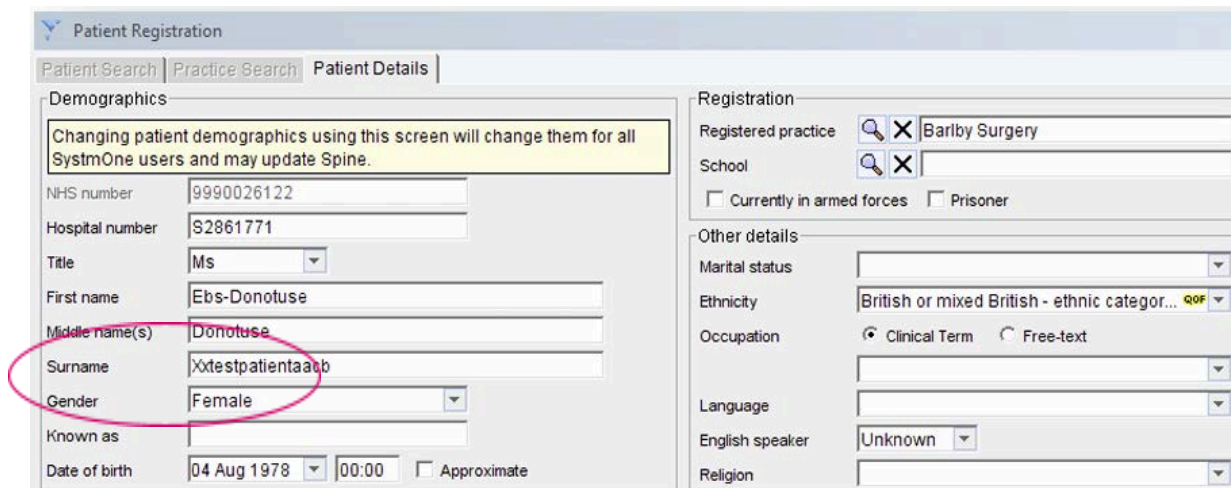 Patient Registration
Patient Search Practice Search Patient Details
Demographics
Changing patient demographics using this screen will change them for all
SystmOne users and may update Spine.
NHS number 9990026122
Hospital number S2861771
Title Ms
First name Ebs-Donotuse
Middle name(s) Donotuse
Surname Xxtestpatientaacb
Gender Female
Known as
Date of birth 04 Aug 1978 00:00 Approximate
Registration
Registered practice Barlby Surgery
School
Currently in armed forces Prisoner
Other details
Marital status
Ethnicity British or mixed British - ethnic categor... QOF
Occupation Clinical Term Free-text
Language
English speaker Unknown
Religion